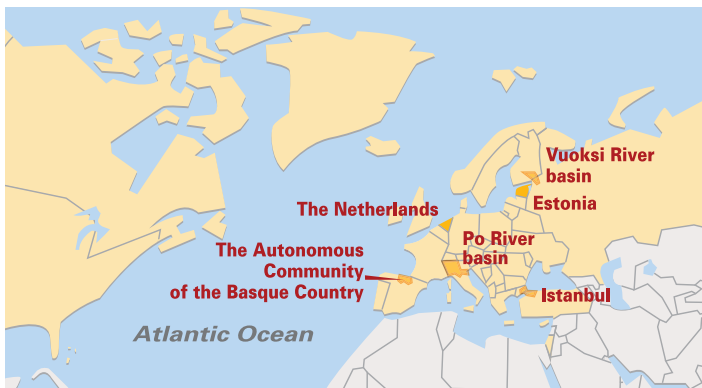 Vuoksi River
basin
Estonia
The Netherlands
Po River
basin
The Autonomous
Community
of the Basque Country
Istanbul
Atlantic Ocean